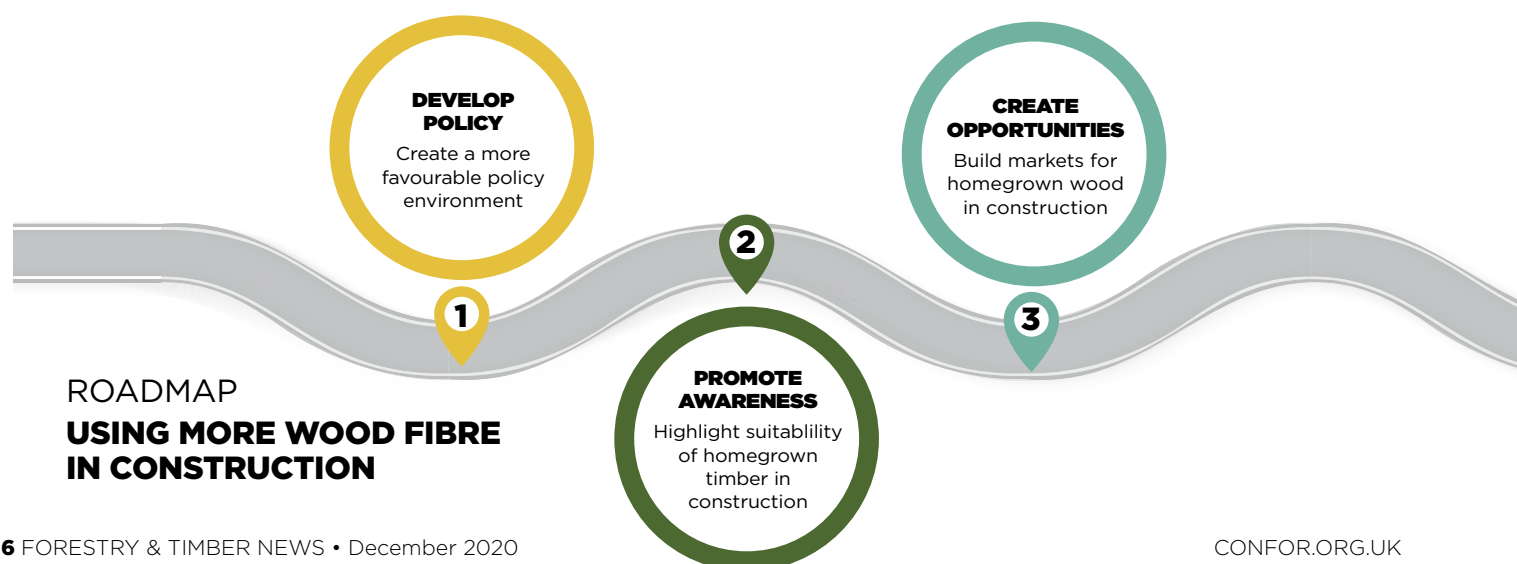 DEVELOP
POLICY
Create a more
favourable policy
environment
1
2
PROMOTE
AWARENESS
Highlight suitablility
of homegrown
timber in
construction
CREATE
OPPORTUNITIES
Build markets for
homegrown wood
in construction
3
ROADMAP
USING MORE WOOD FIBRE
IN CONSTRUCTION
6 FORESTRY & TIMBER NEWS • December 2020
CONFOR.ORG.UK